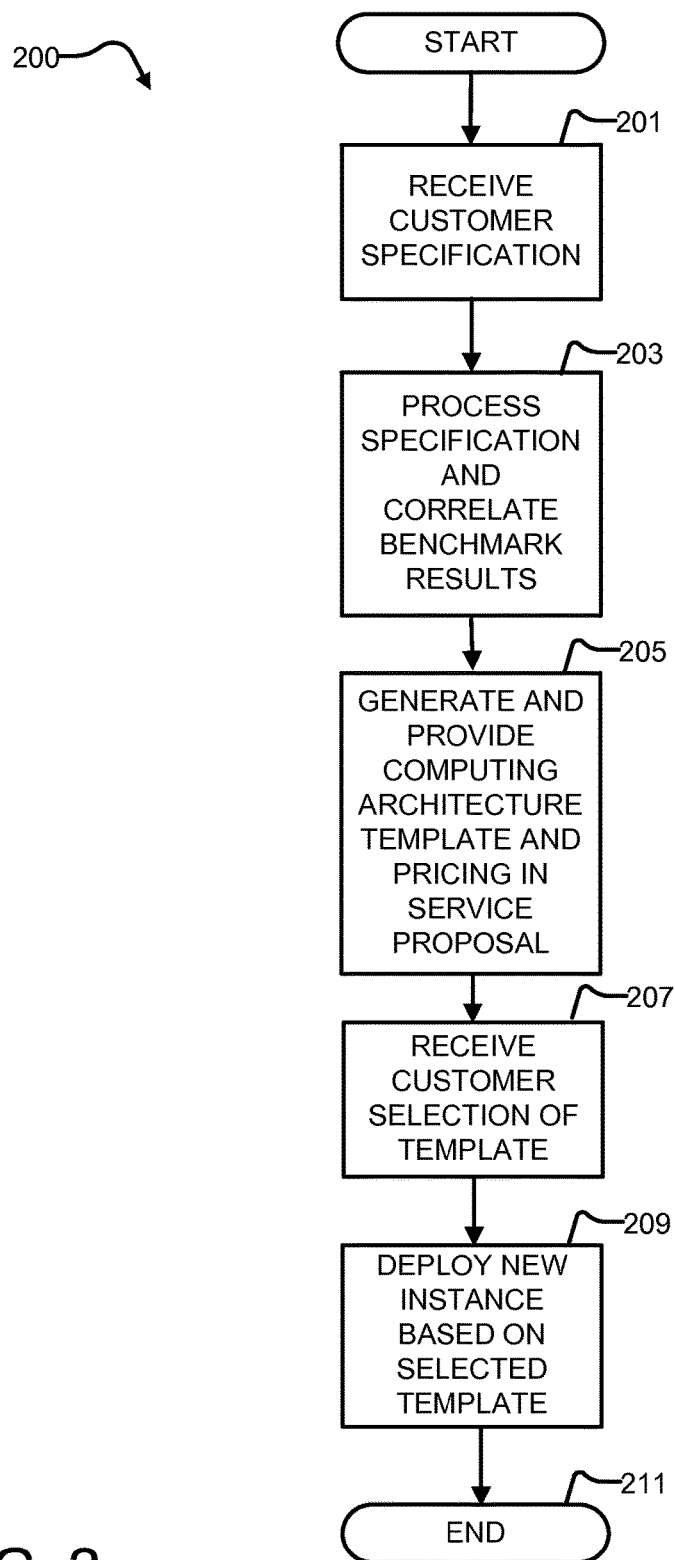 START
200
201
RECEIVE
CUSTOMER
SPECIFICATION
203
PROCESS
SPECIFICATION
AND
CORRELATE
BENCHMARK
RESULTS
205
GENERATE AND
PROVIDE
COMPUTING
ARCHITECTURE
TEMPLATE AND
PRICING IN
SERVICE
PROPOSAL
207
RECEIVE
CUSTOMER
SELECTION OF
TEMPLATE
209
DEPLOY NEW
INSTANCE
BASED ON
SELECTED
TEMPLATE
211
END